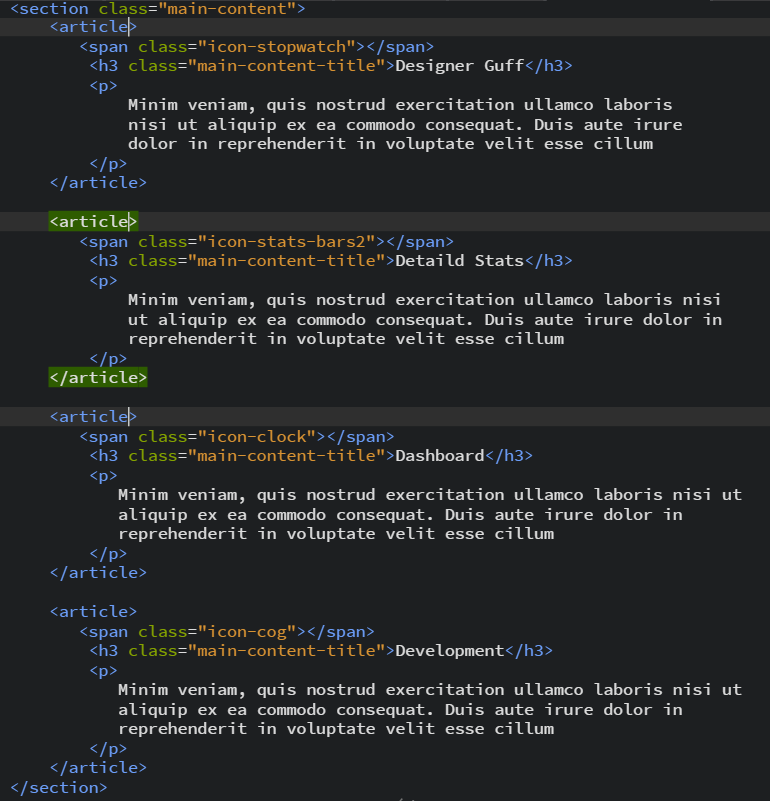 <section class="main-content">
<article>
<span class="icon-stopwatch"></span>
<h3 class="main-content-title">Designer Guff</h3>
<p>
Minim veniam, quis nostrud exercitation ullamco laboris
nisi ut aliquip ex ea commodo consequat. Duis aute irure
dolor in reprehenderit in voluptate velit esse cillum
</p>
</article>
<article>
<span class="icon-stats-bars2"></span>
<h3 class="main-content-title">Detaild Stats</h3>
<p>
Minim veniam, quis nostrud exercitation ullamco laboris nisi
ut aliquip ex ea commodo consequat. Duis aute irure dolor in
reprehenderit in voluptate velit esse cillum
</p>
</article>
<article>
<span class="icon-clock"></span>
<h3 class="main-content-title">Dashboard</h3>
<p>
Minim veniam, quis nostrud exercitation ullamco laboris nisi ut
aliquip ex ea commodo consequat. Duis aute irure dolor in
reprehenderit in voluptate velit esse cillum
</p>
</article>
<article>
<span class="icon-cog"></span>
<h3 class="main-content-title">Development</h3>
<p>
Minim veniam, quis nostrud exercitation ullamco laboris nisi ut
aliquip ex ea commodo consequat. Duis aute irure dolor in
reprehenderit in voluptate velit esse cillum
</p>
</article>
</section>